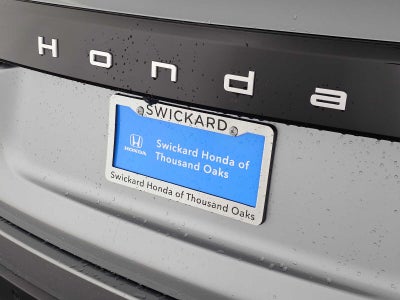 Honda
SWICKARD
HONDA
Swickard Honda of
Thousand Oaks
Swickard Honda of Thousand Oaks